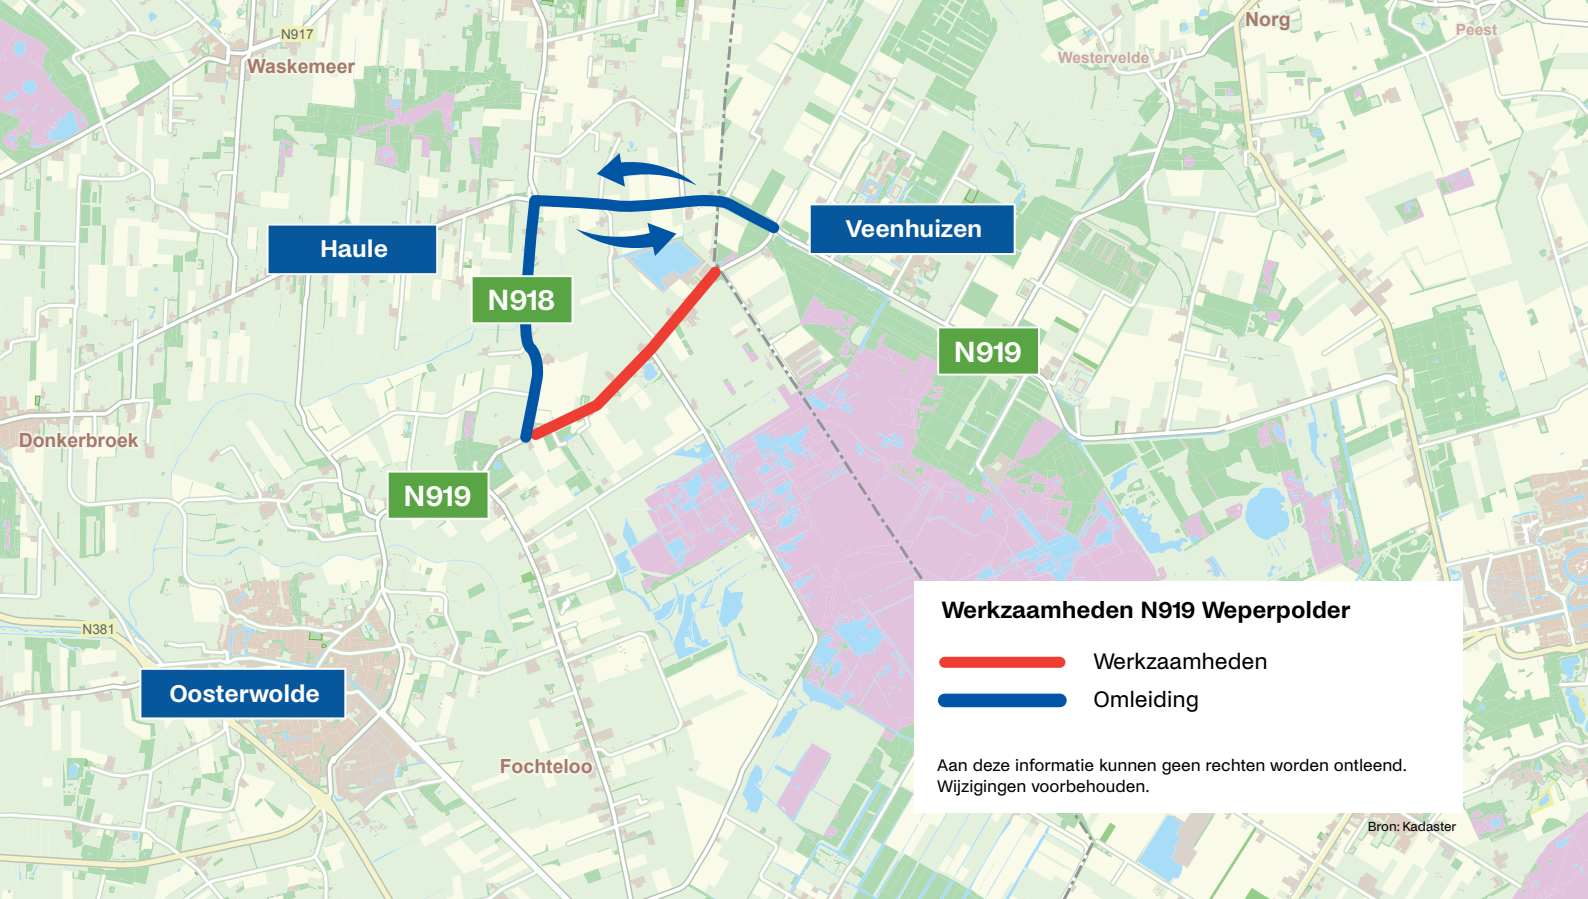 Norg
Peest
N917
Westervelde
Waskemeer
Veenhuizen
Haule
N918
N919
Donkerbroek
N919
N381
Oosterwolde
Fochteloo
Werkzaamheden N919 Weperpolder
Werkzaamheden
Omleiding
Aan deze informatie kunnen geen rechten worden ontleend.
Wijzigingen voorbehouden.
Bron: Kadaster